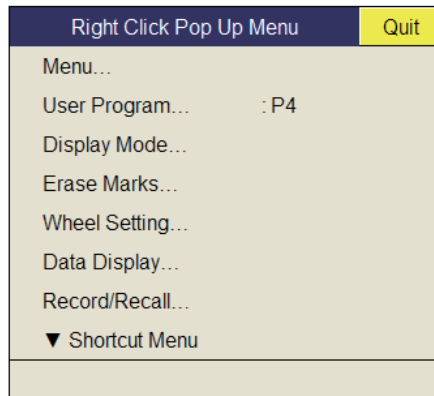 Right Click Pop Up Menu Quit
Menu...
User Program... : P4
Display Mode...
Erase Marks...
Wheel Setting...
Data Display...
Record/Recall...
▼ Shortcut Menu